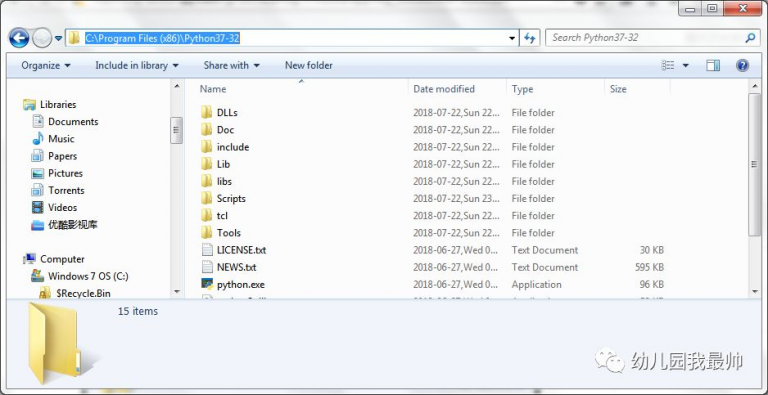 C:\Program Files (x86)\Python37-32
Search Python37-32
Organize Include in library Share with New folder
Name Date modified Type Size
Libraries
Documents
Music
Papers
Pictures
Torrents
Videos
优酷影视库
Computer
Windows 7 OS (C:)
$Recycle.Bin
DLLs 2018-07-22,Sun 22... File folder
Doc 2018-07-22,Sun 22... File folder
include 2018-07-22,Sun 22... File folder
Lib 2018-07-22,Sun 22... File folder
libs 2018-07-22,Sun 22... File folder
Scripts 2018-07-22,Sun 23... File folder
tcl 2018-07-22,Sun 22... File folder
Tools 2018-07-22,Sun 22... File folder
LICENSE.txt 2018-06-27,Wed 0... Text Document 30 KB
NEWS.txt 2018-06-27,Wed 0... Text Document 595 KB
python.exe 2018-06-27,Wed 0... Application 96 KB
15 items
幼儿园我最帅